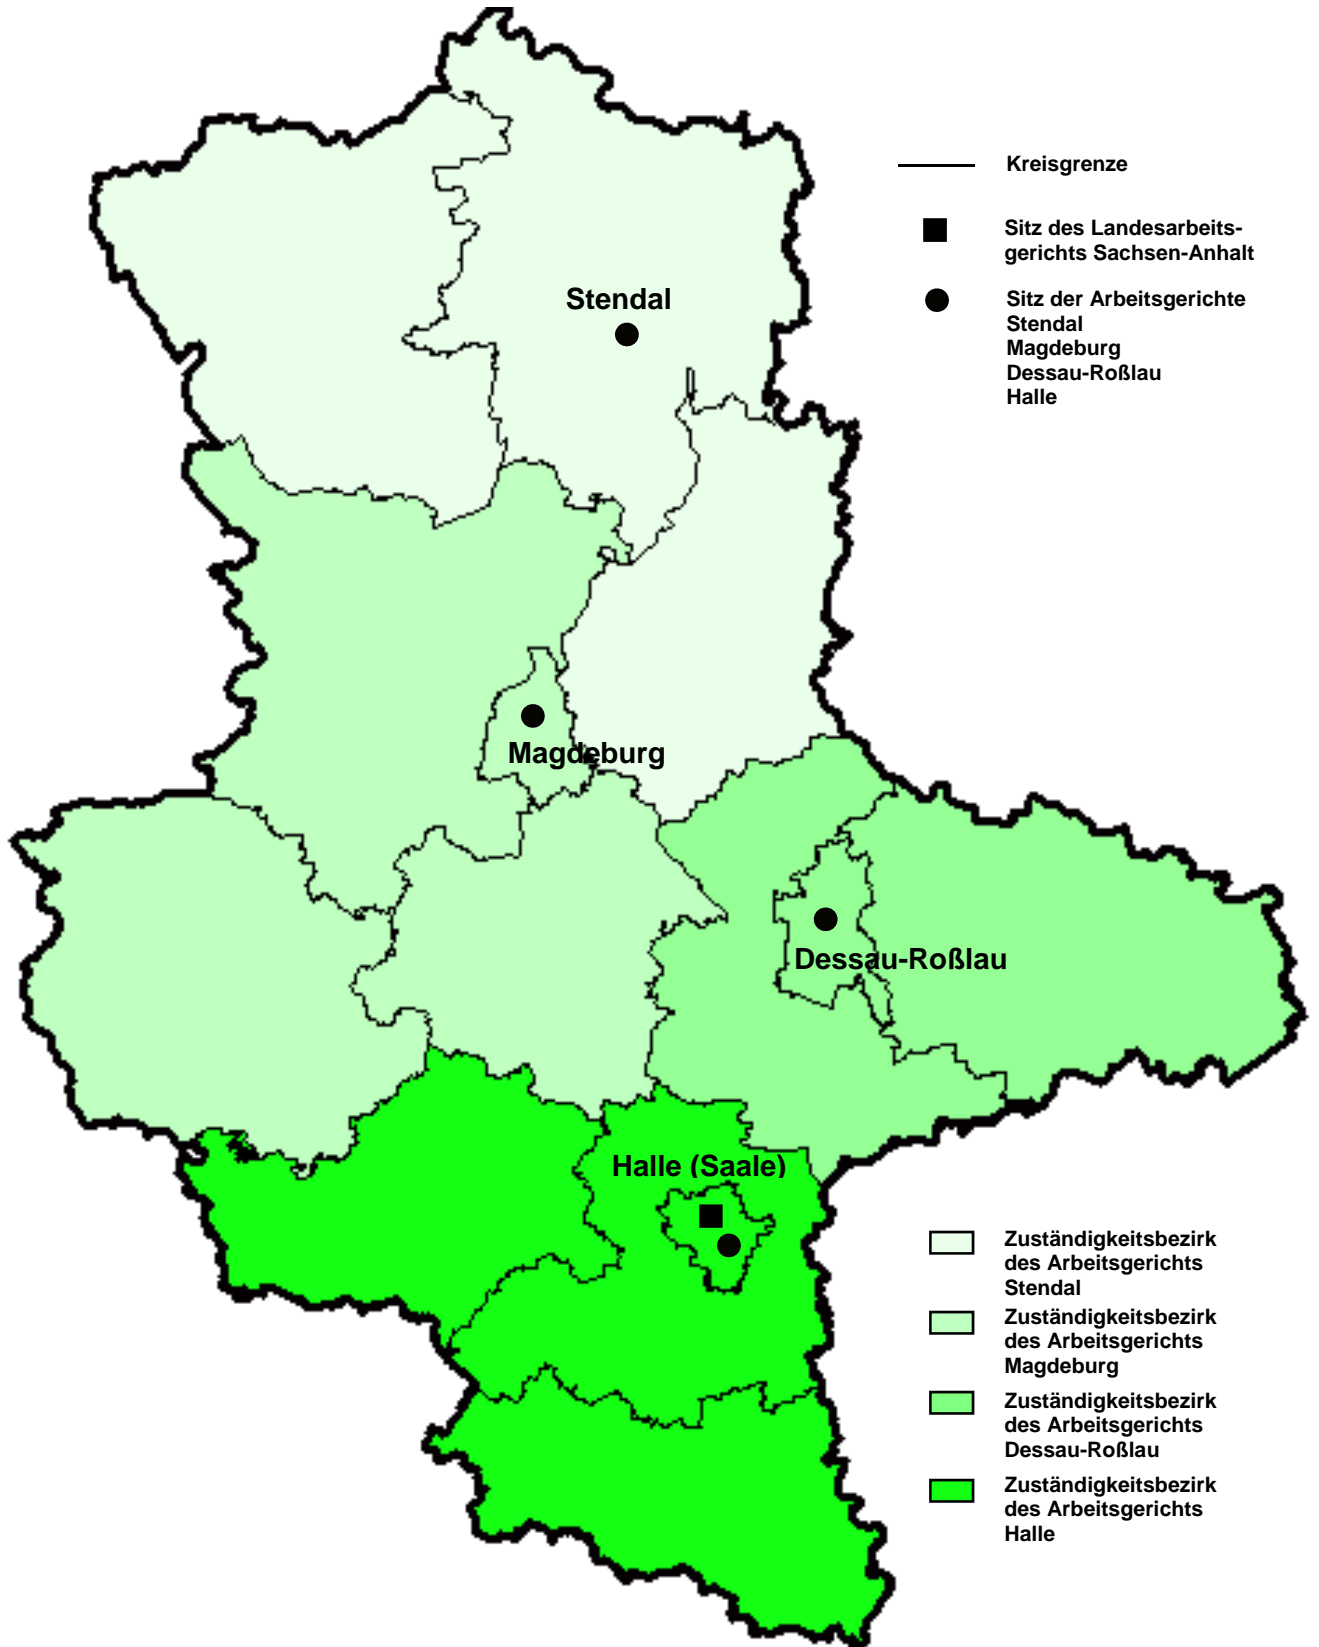 Kreisgrenze
Sitz des Landesarbeits-
gerichts Sachsen-Anhalt
Sitz der Arbeitsgerichte
Stendal
Magdeburg
Dessau-Roßlau
Halle
Stendal
Magdeburg
Dessau-Roßlau
Halle (Saale)
Zuständigkeitsbezirk
des Arbeitsgerichts
Stendal
Zuständigkeitsbezirk
des Arbeitsgerichts
Magdeburg
Zuständigkeitsbezirk
des Arbeitsgerichts
Dessau-Roßlau
Zuständigkeitsbezirk
des Arbeitsgerichts
Halle